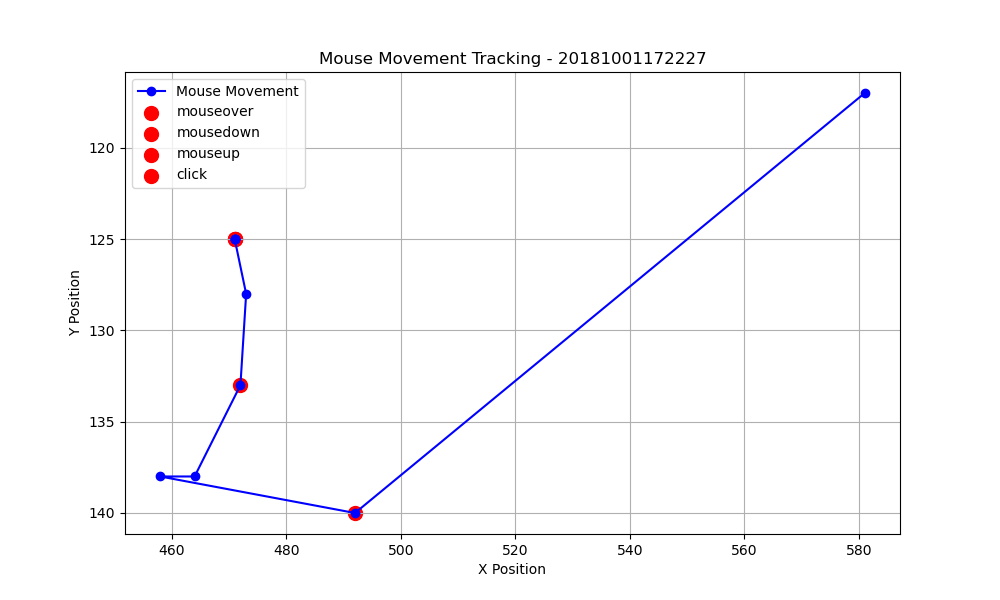 Mouse Movement Tracking - 20181001172227
Mouse Movement
mouseover
mousedown
mouseup
click
120
125
130
135
140
Y Position
460 480 500 520 540 560 580
X Position